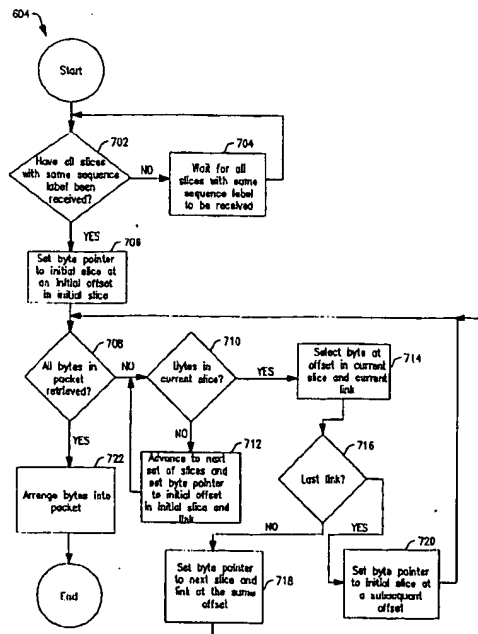 604
Start
702
Have all slices
with same sequence
label been
received?
NO
704
Wait for all
slices with same
sequence label
to be received
YES
706
Set byte pointer
to initial slice at
an initial offset
in initial slice
708
All bytes in
packet retrieved?
NO
710
Bytes in
current slice?
YES
Select byte at
offset in current
slice and current
link
714
NO
712
Advance to next
set of slices and
set byte pointer
to initial offset
in initial slice and
link
716
Last link?
YES
722
Arrange bytes into
packet
NO
YES
720
Set byte pointer
to initial slice at
a subsequent
offset
End
Set byte pointer
to next slice and
link at the same
offset
718